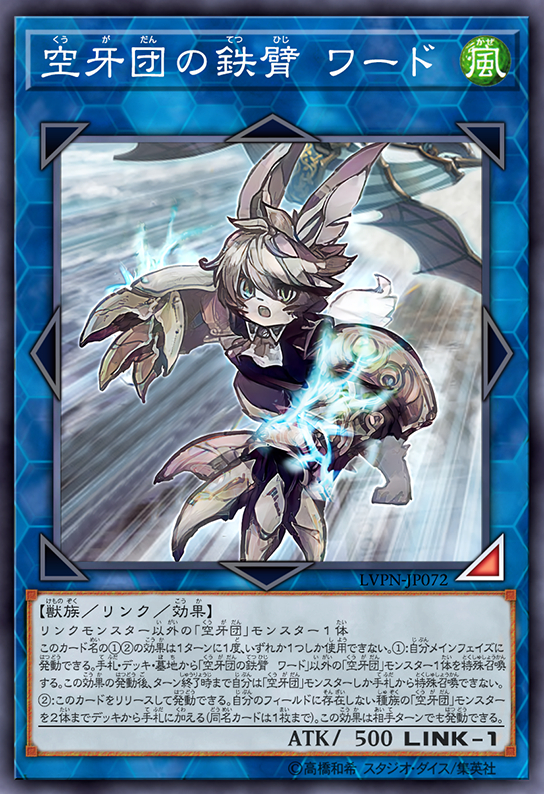 空牙団の鉄臂 ワード 風
LVPN-JP072
【獣族／リンク／効果】
リンクモンスター以外の「空牙団」モンスター１体
このカード名の①②の効果は１ターンに１度、いずれか１つしか使用できない。①：自分メインフェイズに
発動できる。手札・デッキ・墓地から「空牙団の鉄臂　ワード」以外の「空牙団」モンスター１体を特殊召喚
する。この効果の発動後、ターン終了時まで自分は「空牙団」モンスターしか手札から特殊召喚できない。
②：このカードをリリースして発動できる。自分のフィールドに存在しない種族の「空牙団」モンスター
を２体までデッキから手札に加える（同名カードは１枚まで）。この効果は相手ターンでも発動できる。
ATK/ 500 LINK-1
©高橋和希 スタジオ・ダイス/集英社